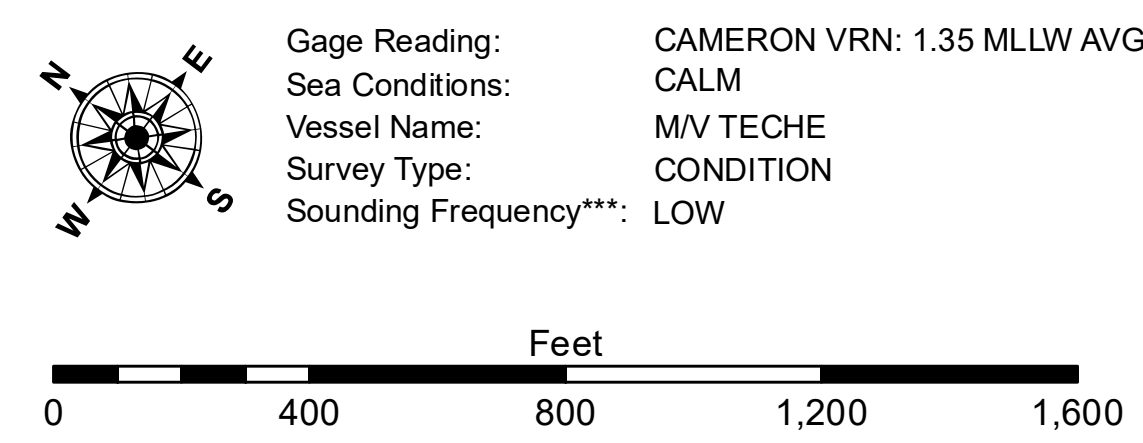 N
E
W
S
Gage Reading: CAMERON VRN: 1.35 MLLW AVG
Sea Conditions: CALM
Vessel Name: M/V TECHE
Survey Type: CONDITION
Sounding Frequency***: LOW
Feet
0 400 800 1,200 1,600